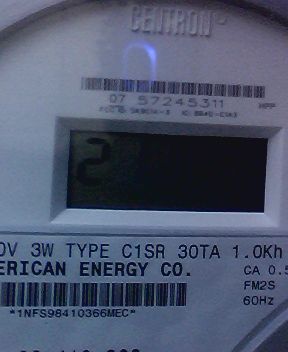 CENTRON
07 57245311
HPP
2
0V 3W TYPE C1SR 30TA 1.0Kh
ERICAN ENERGY CO.
CA 0.5
FM2S
60Hz
*1NFS98410366MEC*